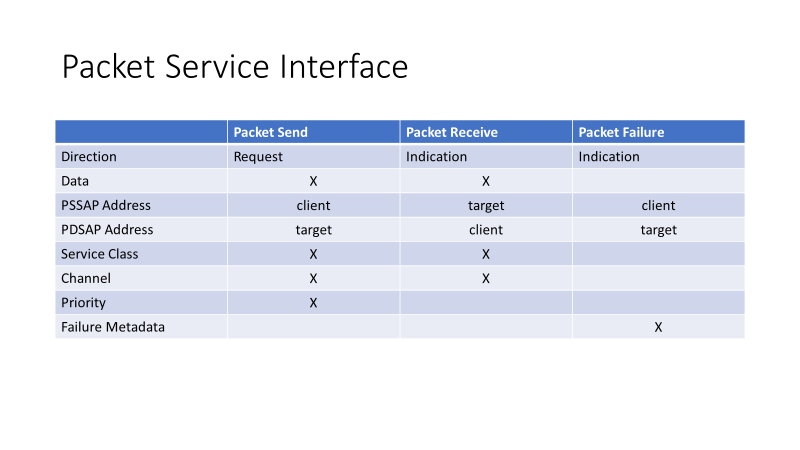 Packet Service Interface
Packet Send Packet Receive Packet Failure
Direction Request Indication Indication
Data X X
PSSAP Address client target client
PDSAP Address target client target
Service Class X X
Channel X X
Priority X
Failure Metadata X